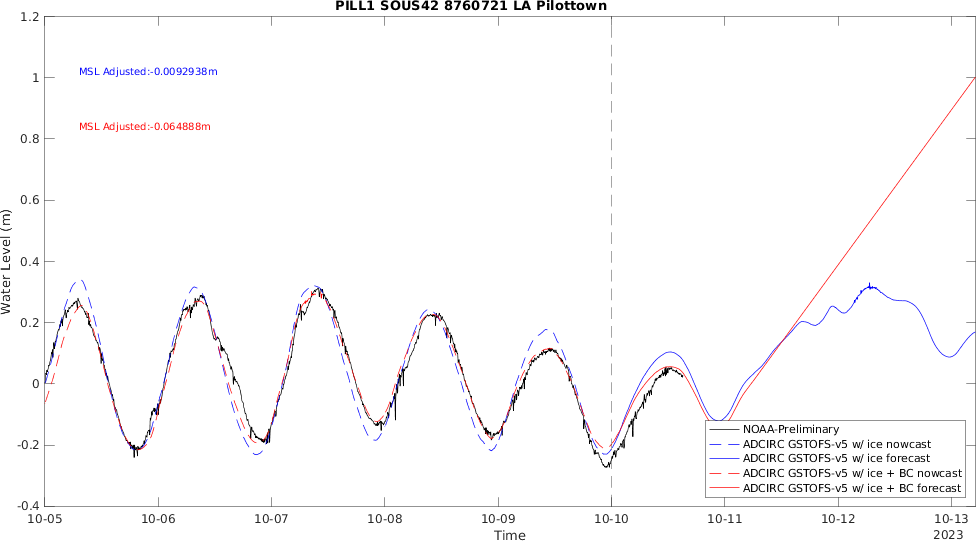 PILL1 SOUS42 8760721 LA Pilottown
1.2
1
0.8
0.6
0.4
0.2
0
-0.2
-0.4
Water Level (m)
MSL Adjusted:-0.0092938m
MSL Adjusted:-0.064888m
NOAA-Preliminary
ADCIRC GSTOFS-v5 w/ ice nowcast
ADCIRC GSTOFS-v5 w/ ice forecast
ADCIRC GSTOFS-v5 w/ ice + BC nowcast
ADCIRC GSTOFS-v5 w/ ice + BC forecast
10-05 10-06 10-07 10-08 10-09 10-10 10-11 10-12 10-13
Time
2023